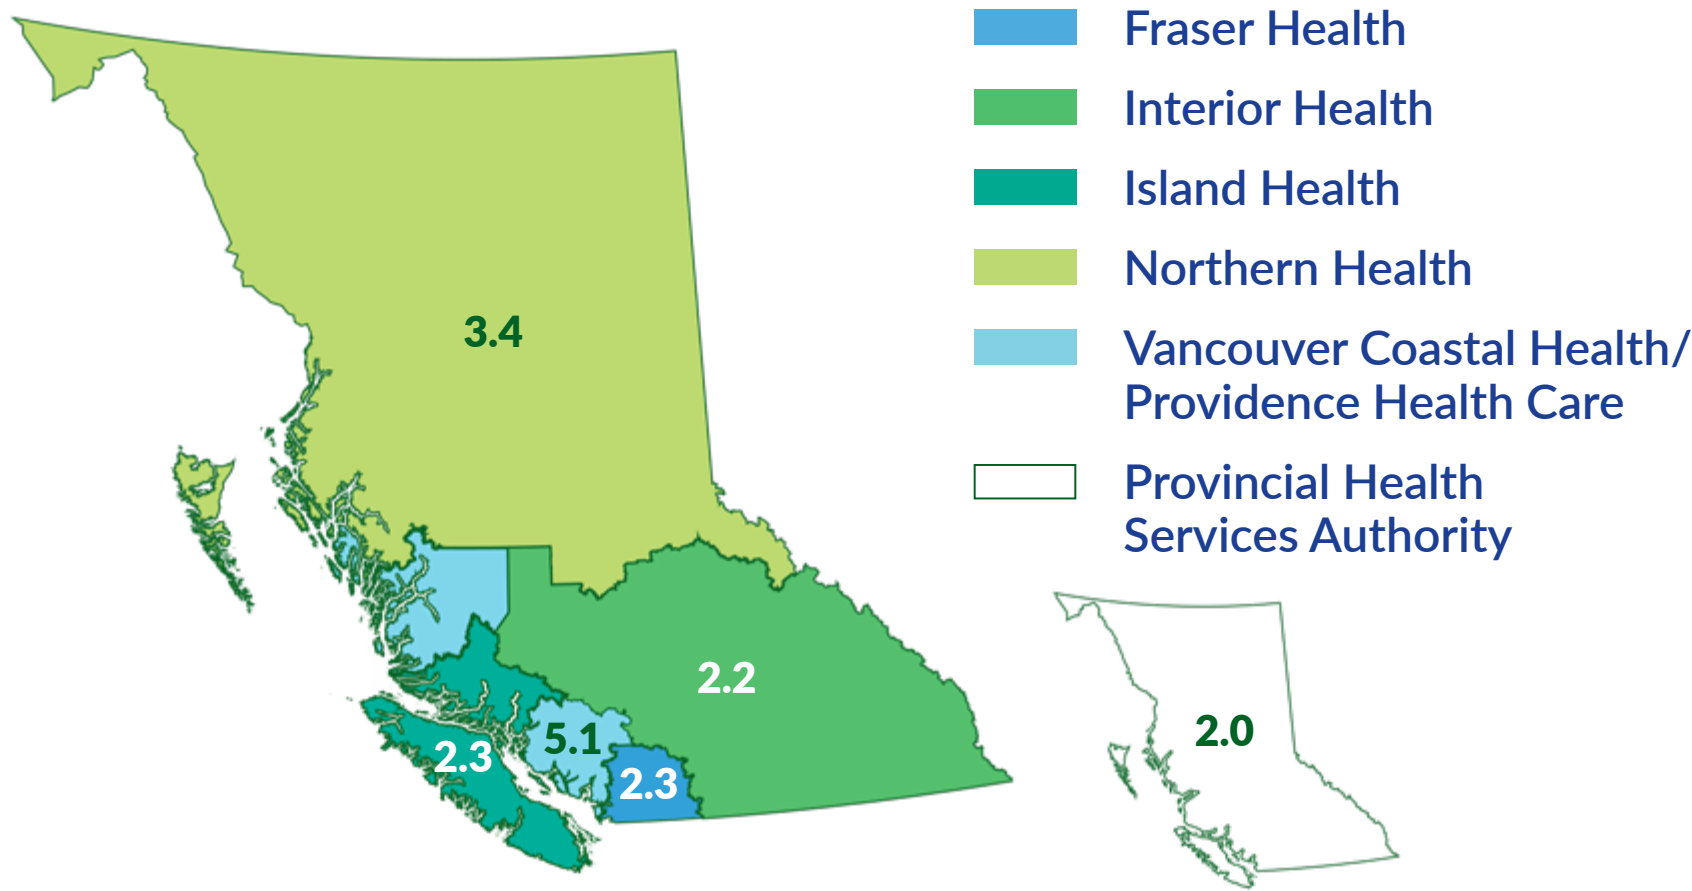 Fraser Health
Interior Health
Island Health
Northern Health
Vancouver Coastal Health/
Providence Health Care
Provincial Health
Services Authority
3.4
2.2
5.1
2.3
2.3
2.0